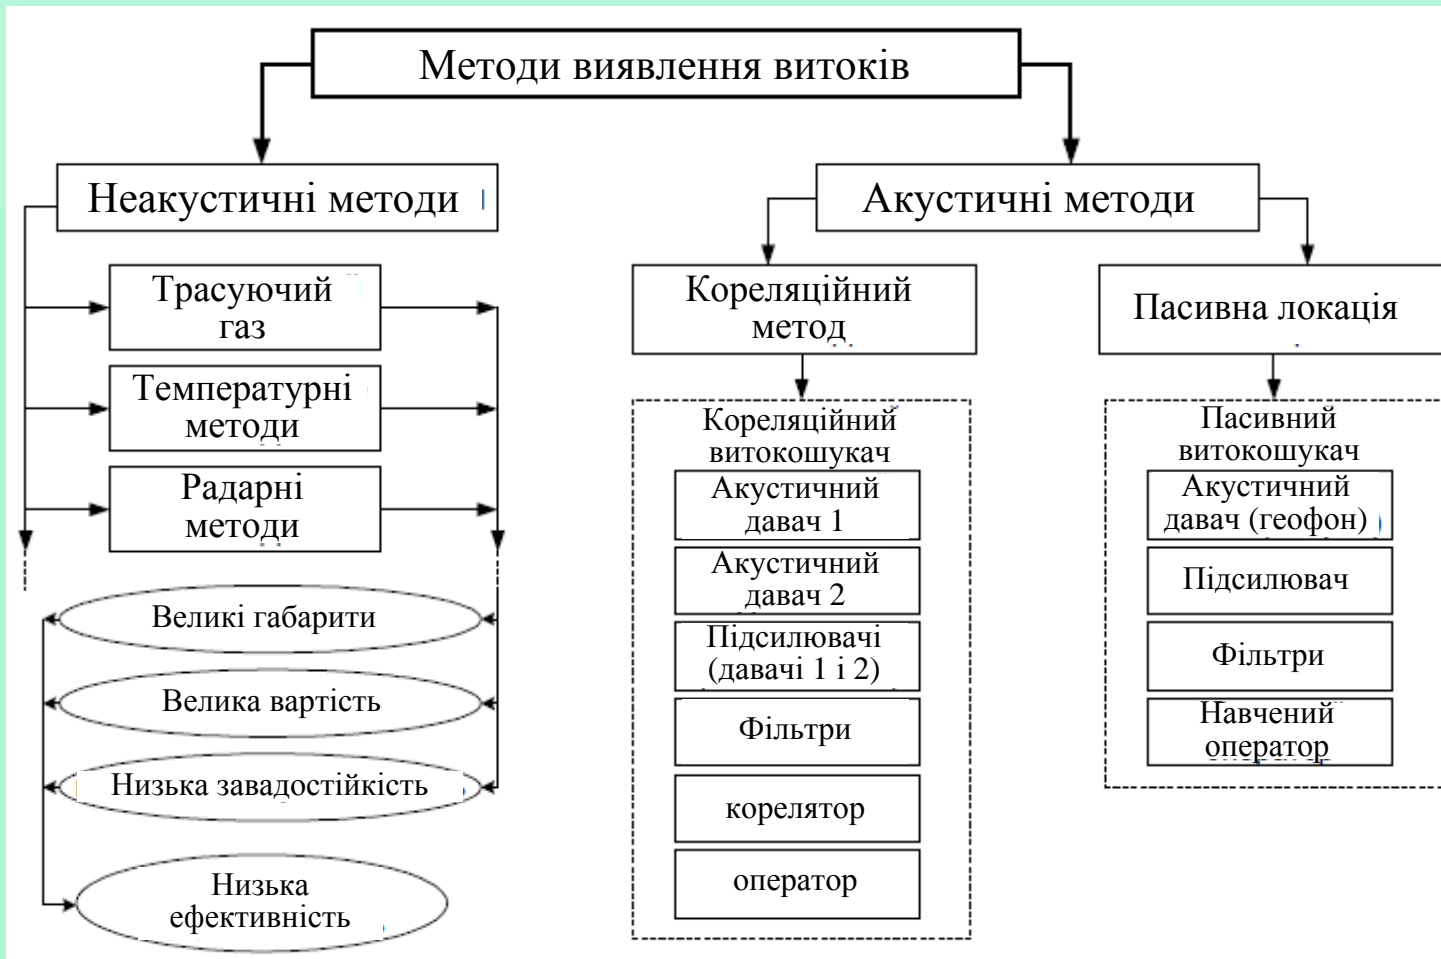 Методи виявлення витоків
Неакустичні методи
Трасуючий
газ
Температурні
методи
Радарні
методи
Великі габарити
Велика вартість
Низька завадостійкість
Низька
ефективність
Акустичні методи
Кореляційний
метод
Кореляційний
витокошукач
Акустичний
давач 1
Акустичний
давач 2
Підсилювачі
(давачі 1 і 2)
Фільтри
корелятор
оператор
Пасивна локація
Пасивний
витокошукач
Акустичний
давач (геофон)
Підсилювач
Фільтри
Навчений
оператор